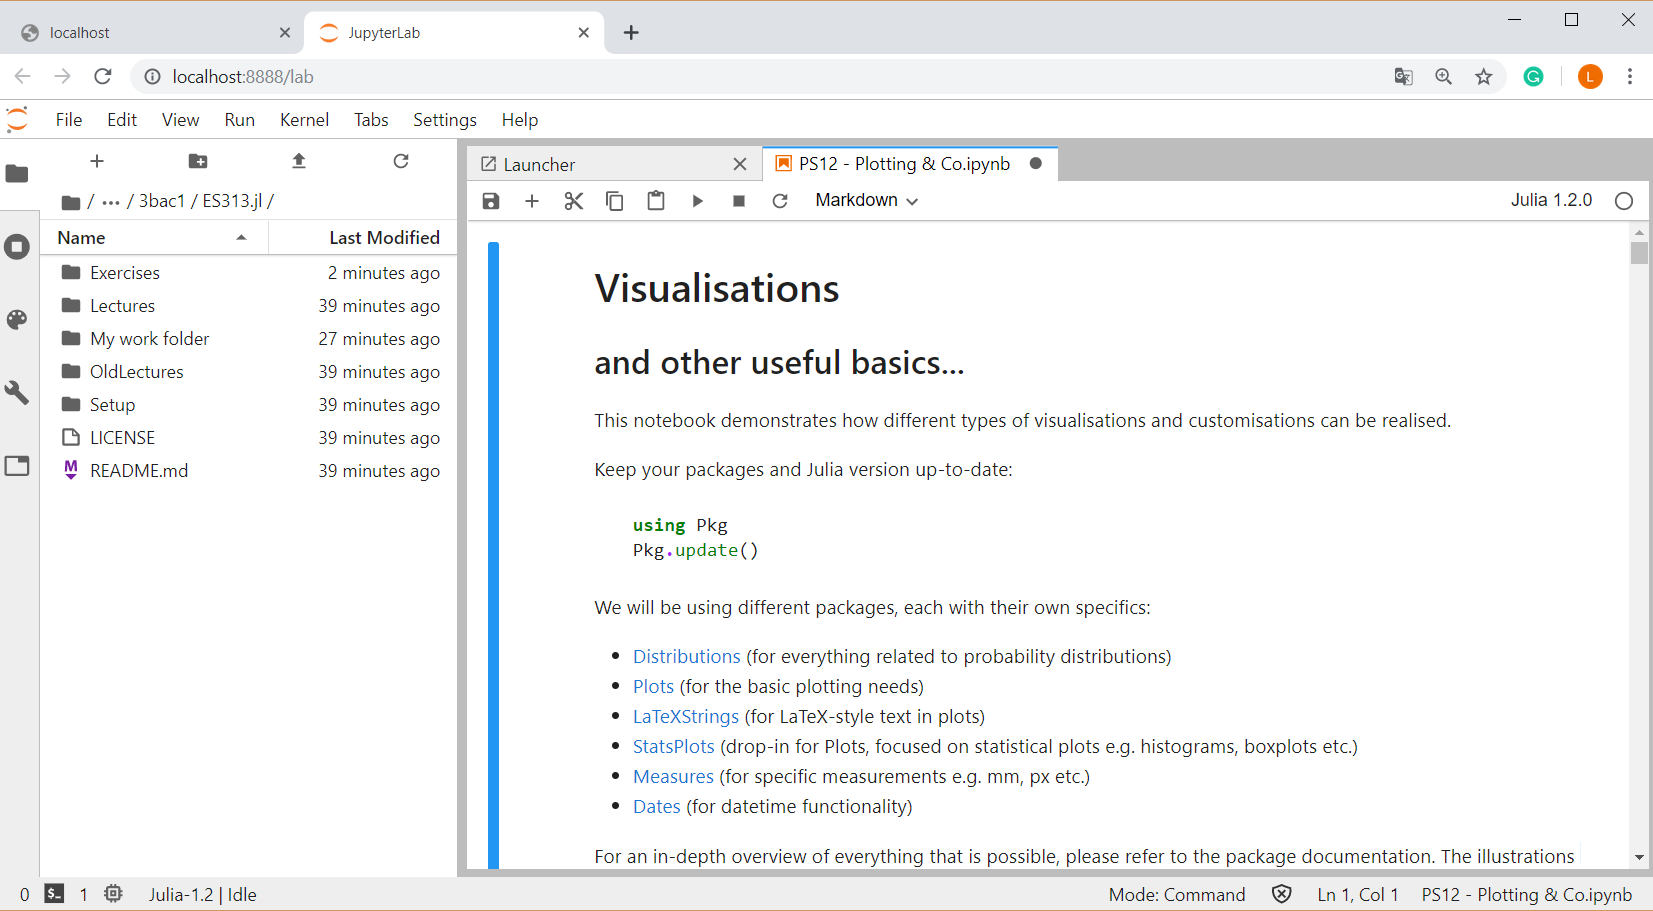 localhost
JupyterLab
localhost:8888/lab
L
File Edit View Run Kernel Tabs Settings Help
/ ··· / 3bac1 / ES313.jl /
Name Last Modified
Exercises 2 minutes ago
Lectures 39 minutes ago
My work folder 27 minutes ago
OldLectures 39 minutes ago
Setup 39 minutes ago
LICENSE 39 minutes ago
M README.md 39 minutes ago
Launcher
PS12 - Plotting & Co.ipynb
Markdown
Julia 1.2.0
Visualisations
and other useful basics...
This notebook demonstrates how different types of visualisations and customisations can be realised.
Keep your packages and Julia version up-to-date:
using Pkg
Pkg.update()
We will be using different packages, each with their own specifics:
• Distributions (for everything related to probability distributions)
• Plots (for the basic plotting needs)
• LaTeXStrings (for LaTeX-style text in plots)
• StatsPlots (drop-in for Plots, focused on statistical plots e.g. histograms, boxplots etc.)
• Measures (for specific measurements e.g. mm, px etc.)
• Dates (for datetime functionality)
For an in-depth overview of everything that is possible, please refer to the package documentation. The illustrations
0 $_ 1 Julia-1.2 | Idle
Mode: Command Ln 1, Col 1 PS12 - Plotting & Co.ipynb